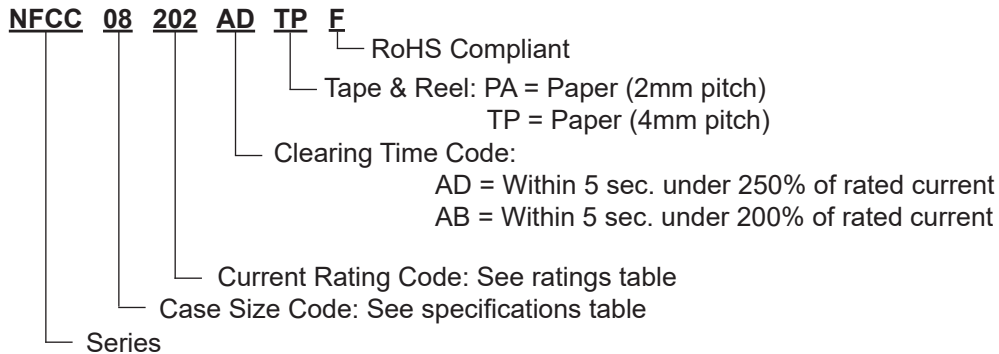 NFCC 08 202 AD TP F
RoHS Compliant
Tape & Reel: PA = Paper (2mm pitch)
TP = Paper (4mm pitch)
Clearing Time Code:
AD = Within 5 sec. under 250% of rated current
AB = Within 5 sec. under 200% of rated current
Current Rating Code: See ratings table
Case Size Code: See specifications table
Series